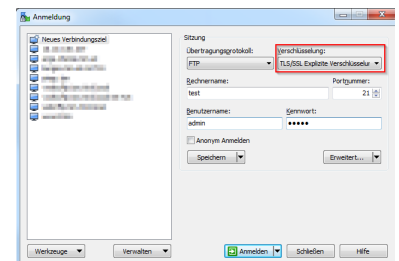 Anmeldung
Neues Verbindungsziel
Sitzung
Übertragungsprotokoll:
Verschlüsselung:
FTP
TLS/SSL Explizite Verschlüsselur
Rechnername:
Portnummer:
test
21
Benutzername:
Kennwort:
admin
Anonym Anmelden
Speichern
Erweitert...
Werkzeuge
Verwalten
Anmelden
Schließen
Hilfe